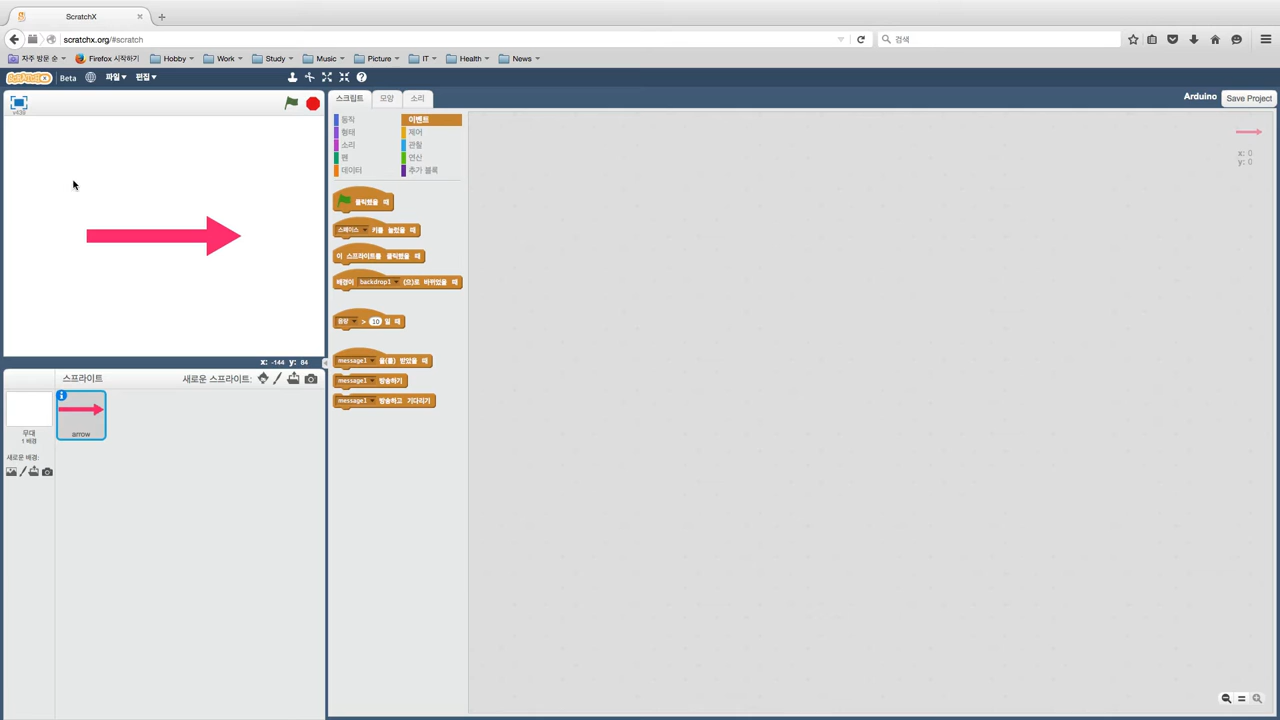 ScratchX
scratchx.org/#scratch
검색
자주 방문 순
Firefox 시작하기
Hobby
Work
Study
Music
Picture
IT
Health
News
SCRATCHX
Beta
파일
편집
v439
스크립트
모양
소리
Arduino
Save Project
동작
이벤트
형태
제어
소리
관찰
펜
연산
데이터
추가 블록
x: 0
y: 0
클릭했을 때
스페이스 키를 눌렀을 때
이 스프라이트를 클릭했을 때
배경이 backdrop1 (으)로 바뀌었을 때
음량 > 10 일 때
message1 을(를) 받았을 때
message1 방송하기
message1 방송하고 기다리기
x: -144 y: 84
스프라이트
새로운 스프라이트:
arrow
무대
1 배경
새로운 배경: